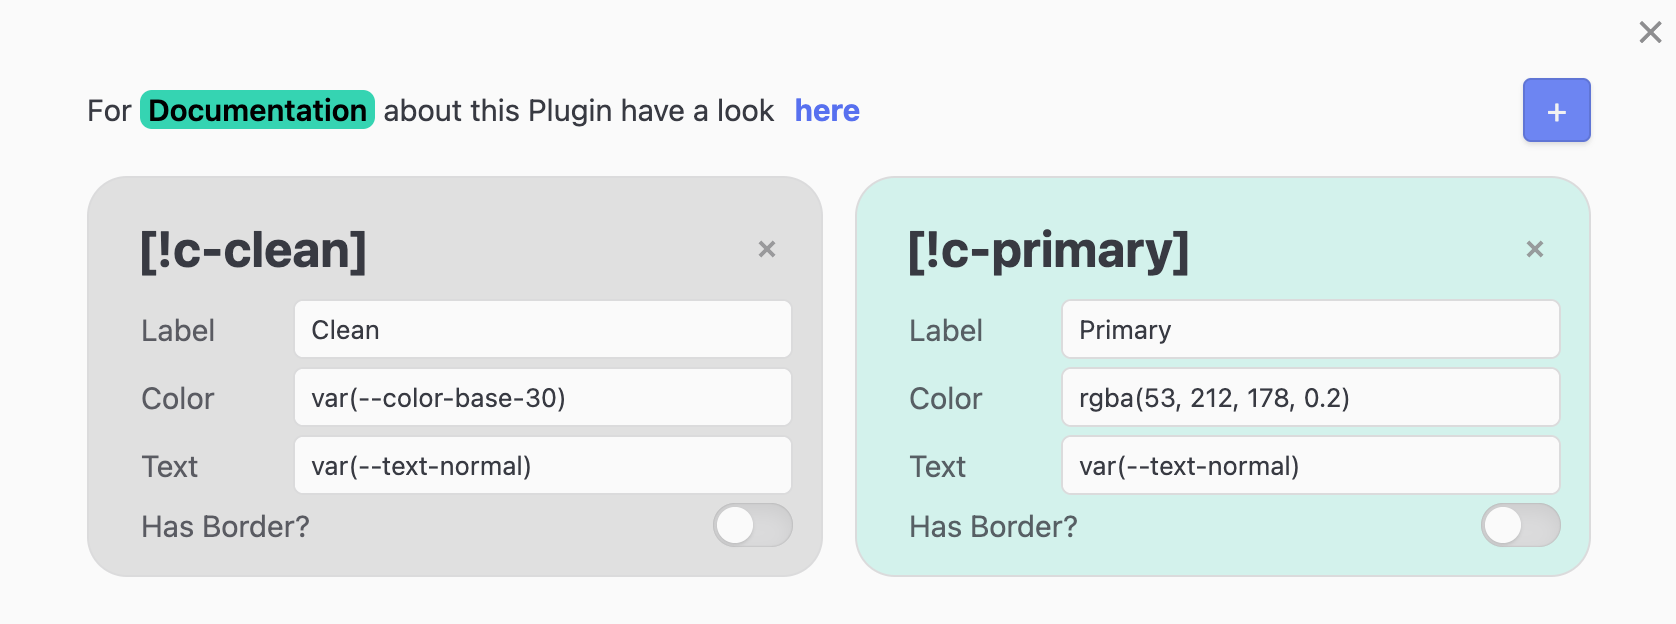 For Documentation about this Plugin have a look here
+
[!c-clean]
Label Clean
Color var(--color-base-30)
Text var(--text-normal)
Has Border?
[!c-primary]
Label Primary
Color rgba(53, 212, 178, 0.2)
Text var(--text-normal)
Has Border?